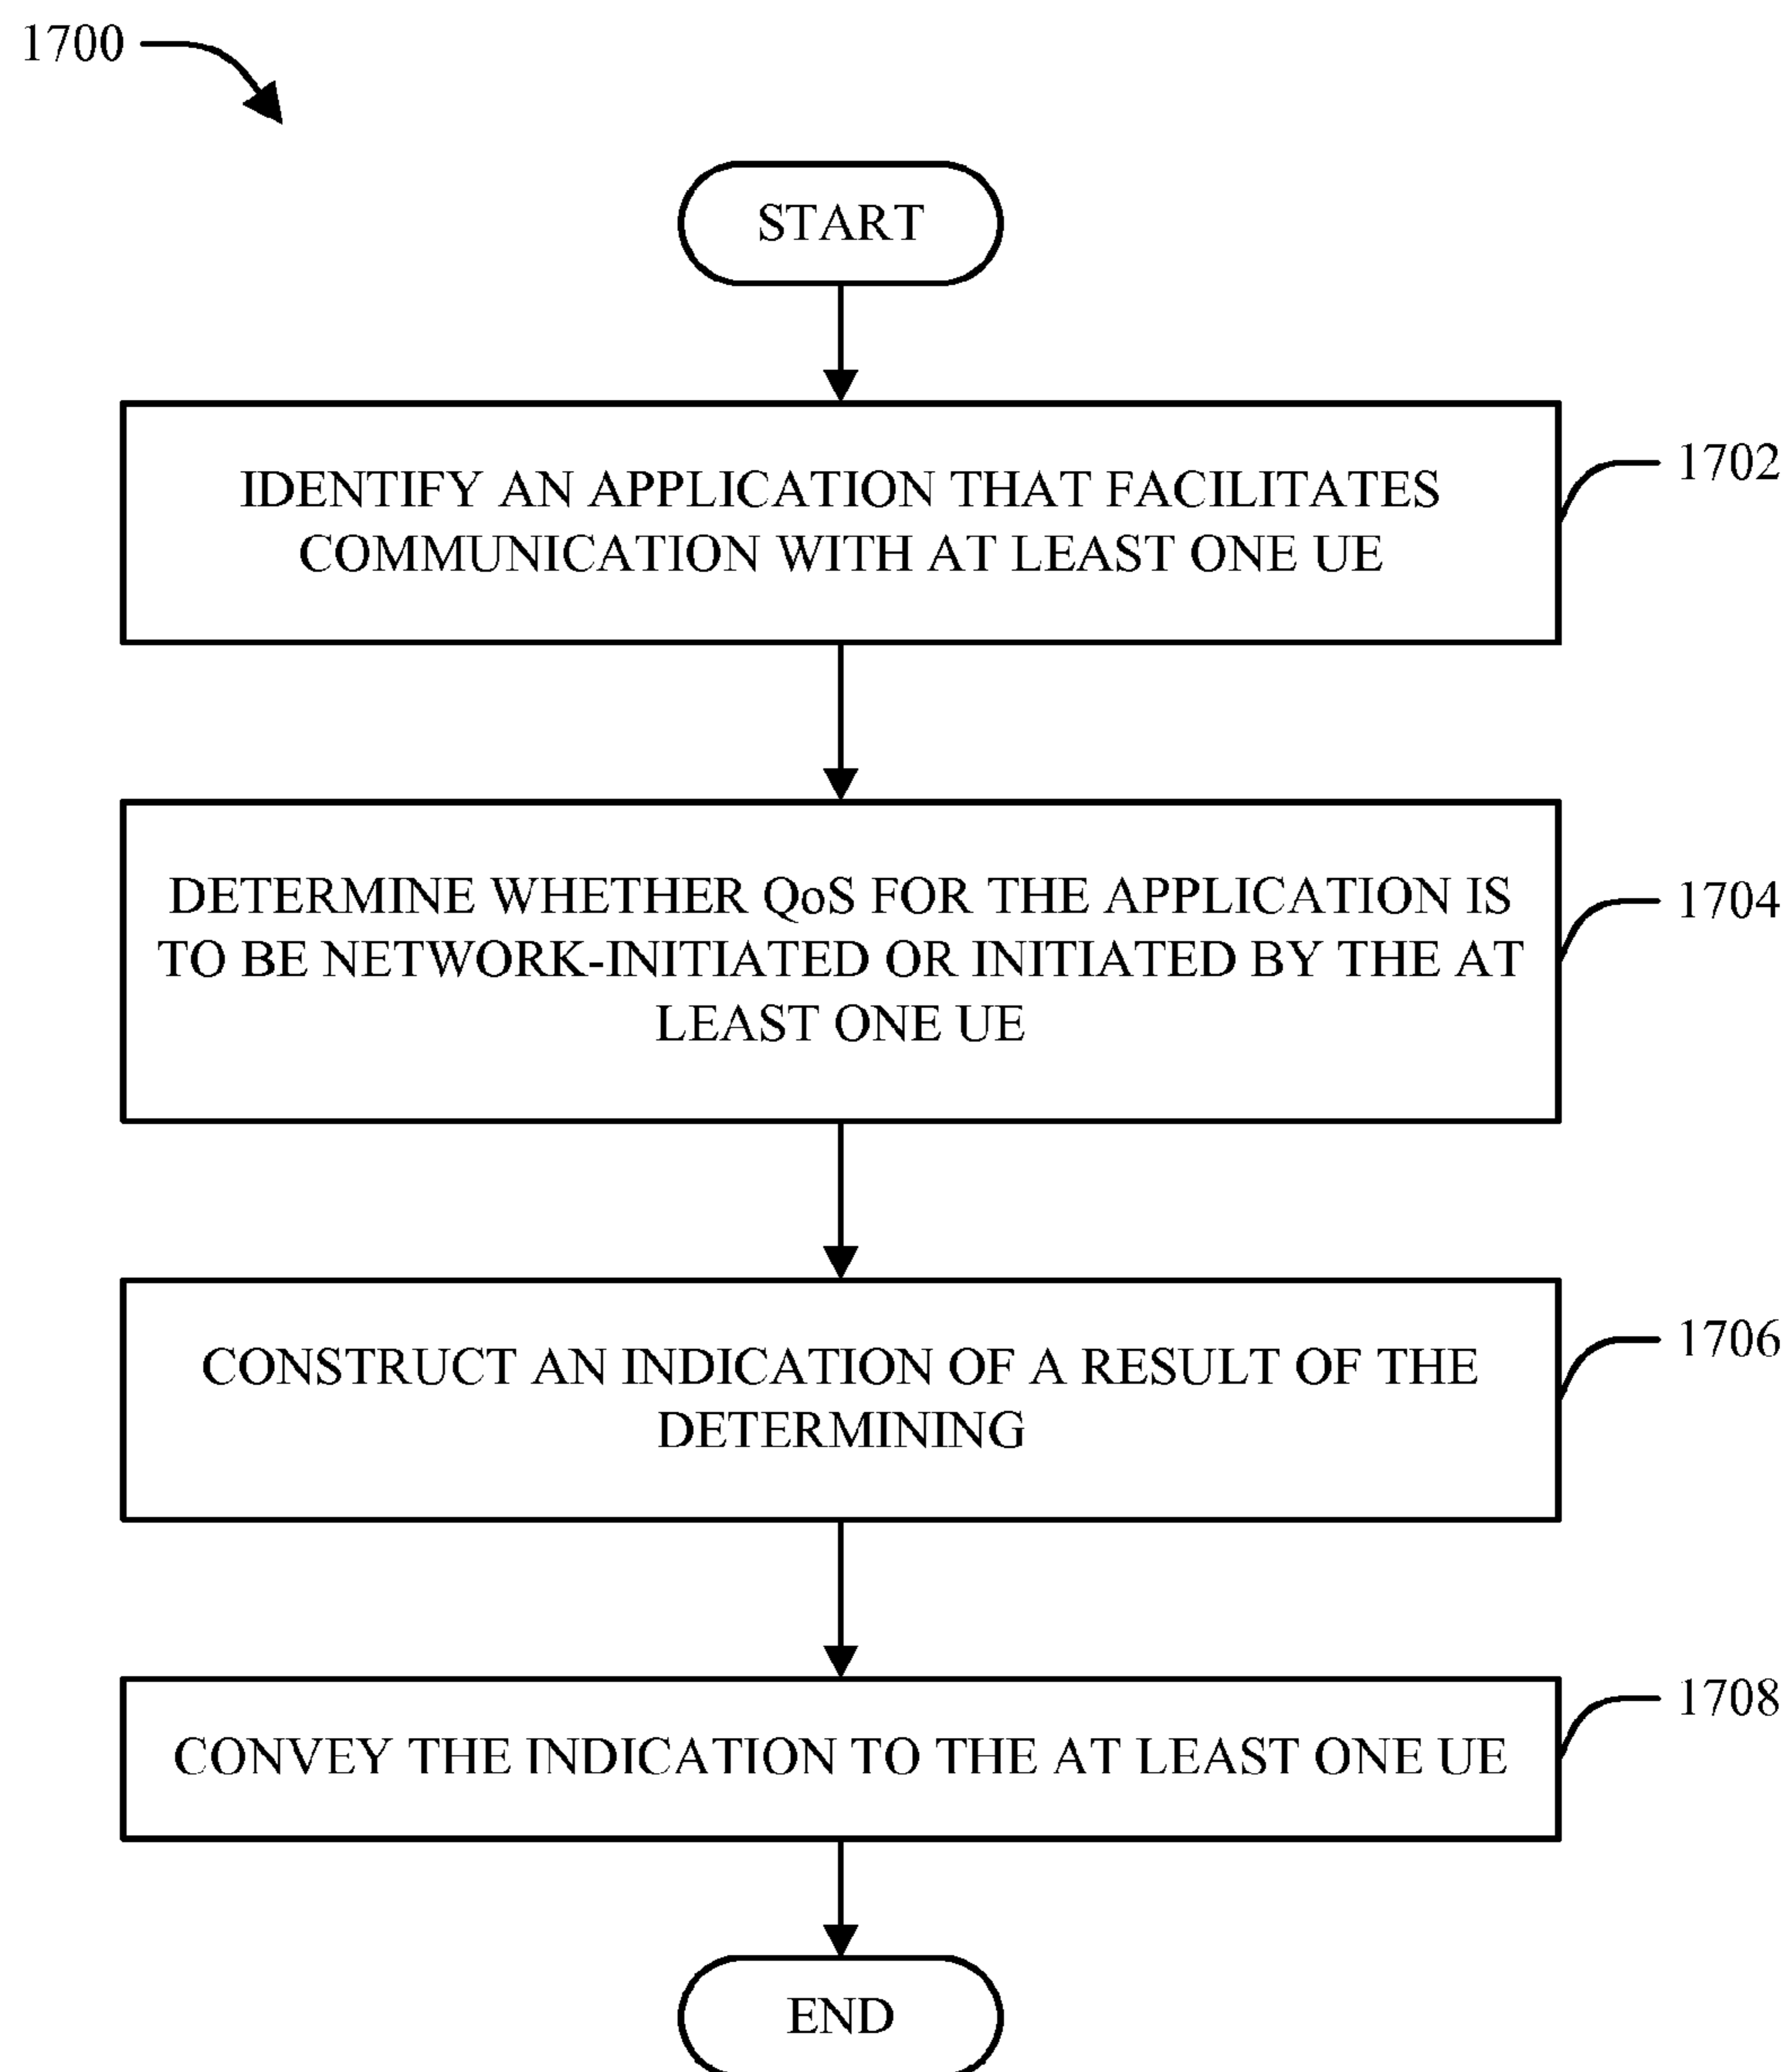 1700
START
IDENTIFY AN APPLICATION THAT FACILITATES
COMMUNICATION WITH AT LEAST ONE UE
1702
DETERMINE WHETHER QoS FOR THE APPLICATION IS
TO BE NETWORK-INITIATED OR INITIATED BY THE AT
LEAST ONE UE
1704
CONSTRUCT AN INDICATION OF A RESULT OF THE
DETERMINING
1706
CONVEY THE INDICATION TO THE AT LEAST ONE UE
1708
END